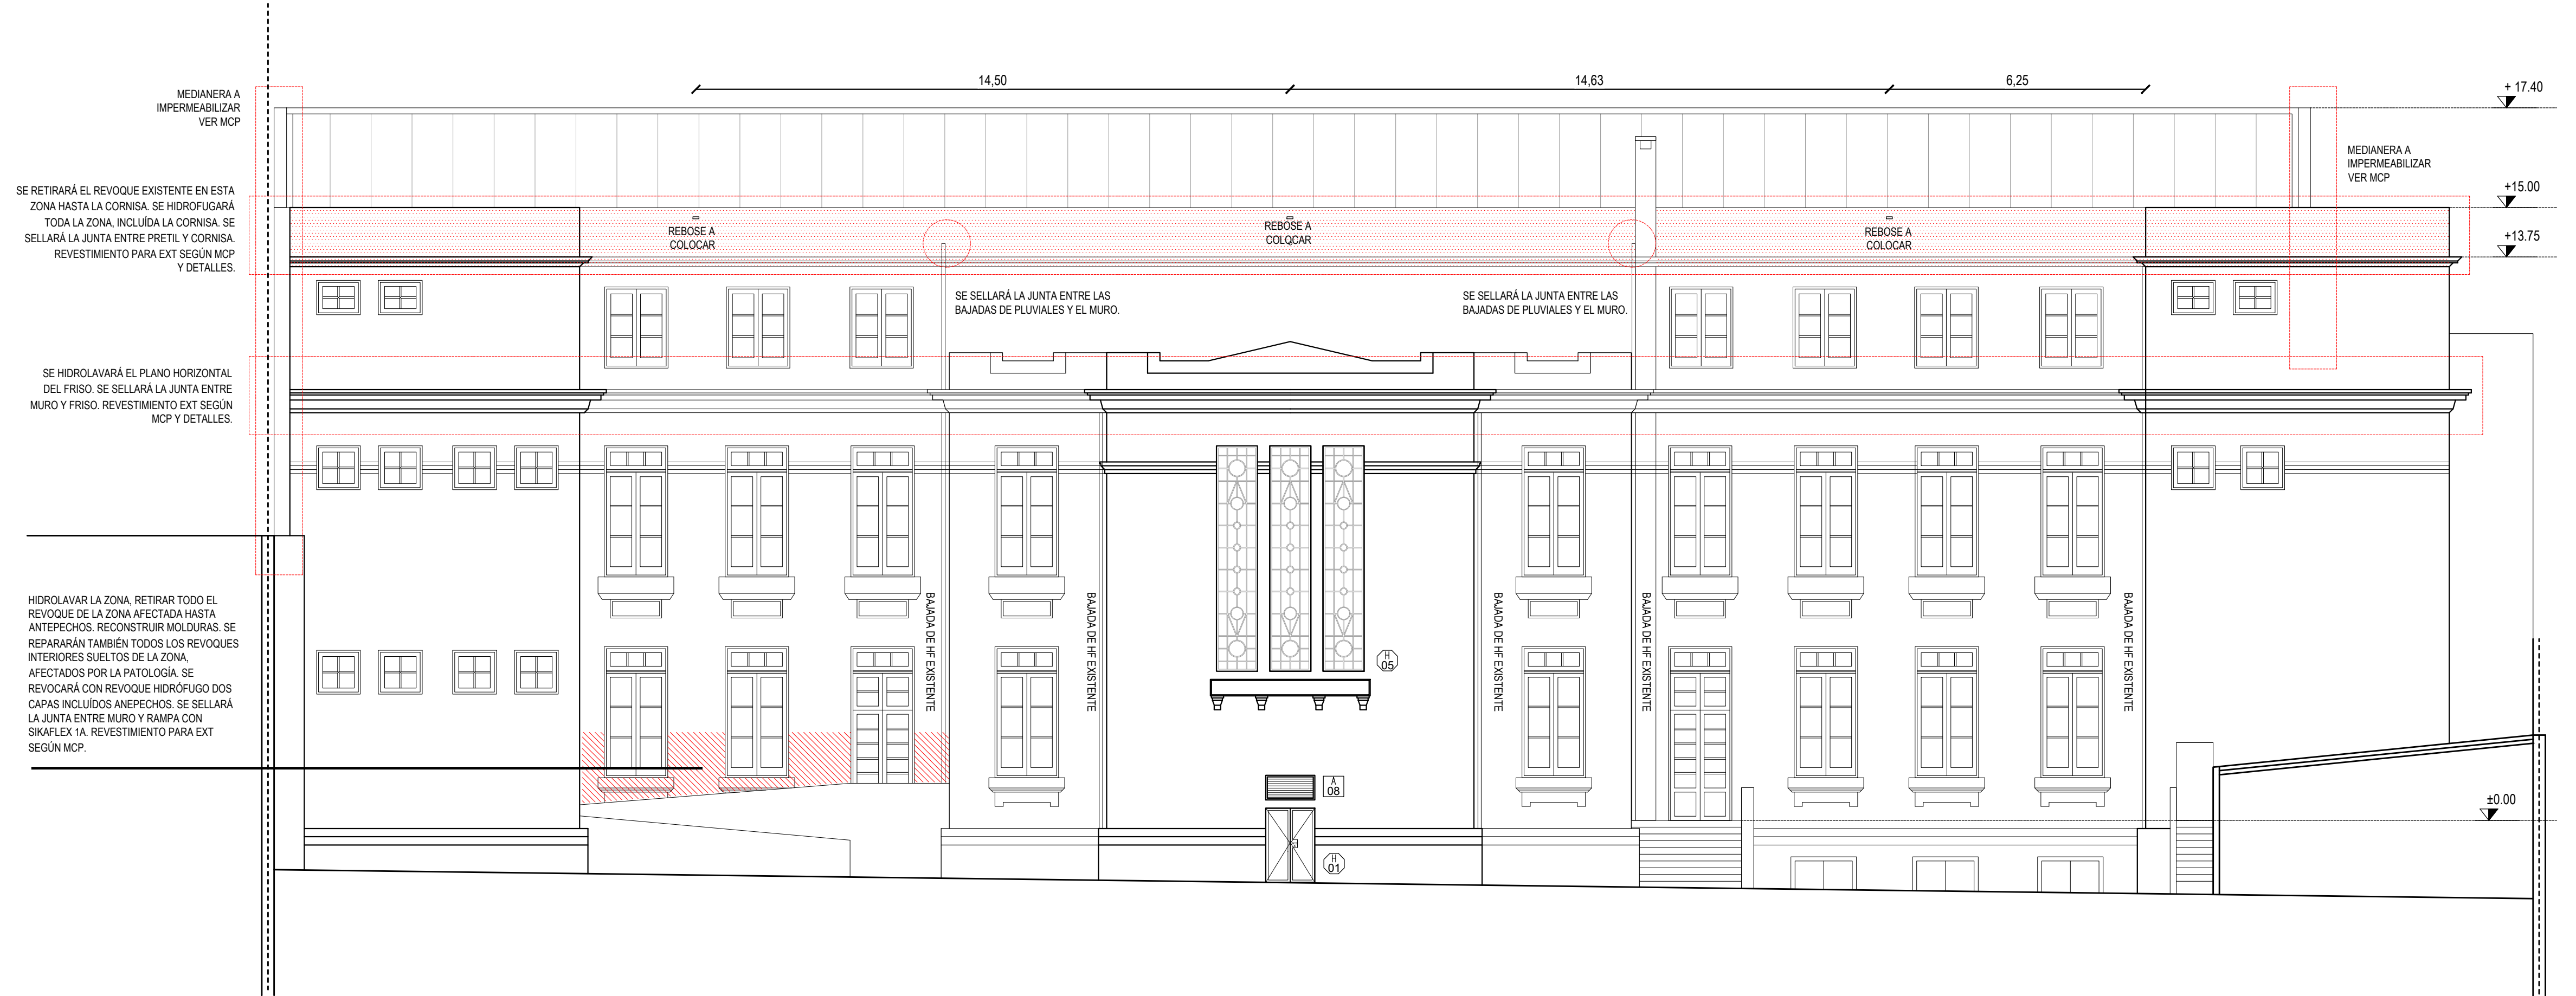 14,50
14,63
6,25
+ 17.40
MEDIANERA A
IMPERMEABILIZAR
VER MCP
MEDIANERA A
IMPERMEABILIZAR
VER MCP
+15.00
SE RETIRARÁ EL REVOQUE EXISTENTE EN ESTA
ZONA HASTA LA CORNISA. SE HIDROFUGARÁ
TODA LA ZONA, INCLUÍDA LA CORNISA. SE
SELLARÁ LA JUNTA ENTRE PRETIL Y CORNISA.
REVESTIMIENTO PARA EXT SEGÚN MCP
Y DETALLES.
REBOSE A
COLOCAR
REBOSE A
COLOCAR
REBOSE A
COLOCAR
+13.75
SE SELLARÁ LA JUNTA ENTRE LAS
BAJADAS DE PLUVIALES Y EL MURO.
SE SELLARÁ LA JUNTA ENTRE LAS
BAJADAS DE PLUVIALES Y EL MURO.
SE HIDROLAVARÁ EL PLANO HORIZONTAL
DEL FRISO. SE SELLARÁ LA JUNTA ENTRE
MURO Y FRISO. REVESTIMIENTO EXT SEGÚN
MCP Y DETALLES.
HIDROLAVAR LA ZONA, RETIRAR TODO EL
REVOQUE DE LA ZONA AFECTADA HASTA
ANTEPECHOS. RECONSTRUIR MOLDURAS. SE
REPARARÁN TAMBIÉN TODOS LOS REVOQUES
INTERIORES SUELTOS DE LA ZONA,
AFECTADOS POR LA PATOLOGÍA. SE
REVOCARÁ CON REVOQUE HIDRÓFUGO DOS
CAPAS INCLUÍDOS ANEPECHOS. SE SELLARÁ
LA JUNTA ENTRE MURO Y RAMPA CON
SIKAFLEX 1A. REVESTIMIENTO PARA EXT
SEGÚN MCP.
BAJADA DE HF EXISTENTE
BAJADA DE HF EXISTENTE
BAJADA DE HF EXISTENTE
BAJADA DE HF EXISTENTE
BAJADA DE HF EXISTENTE
H
05
A
08
H
01
±0.00